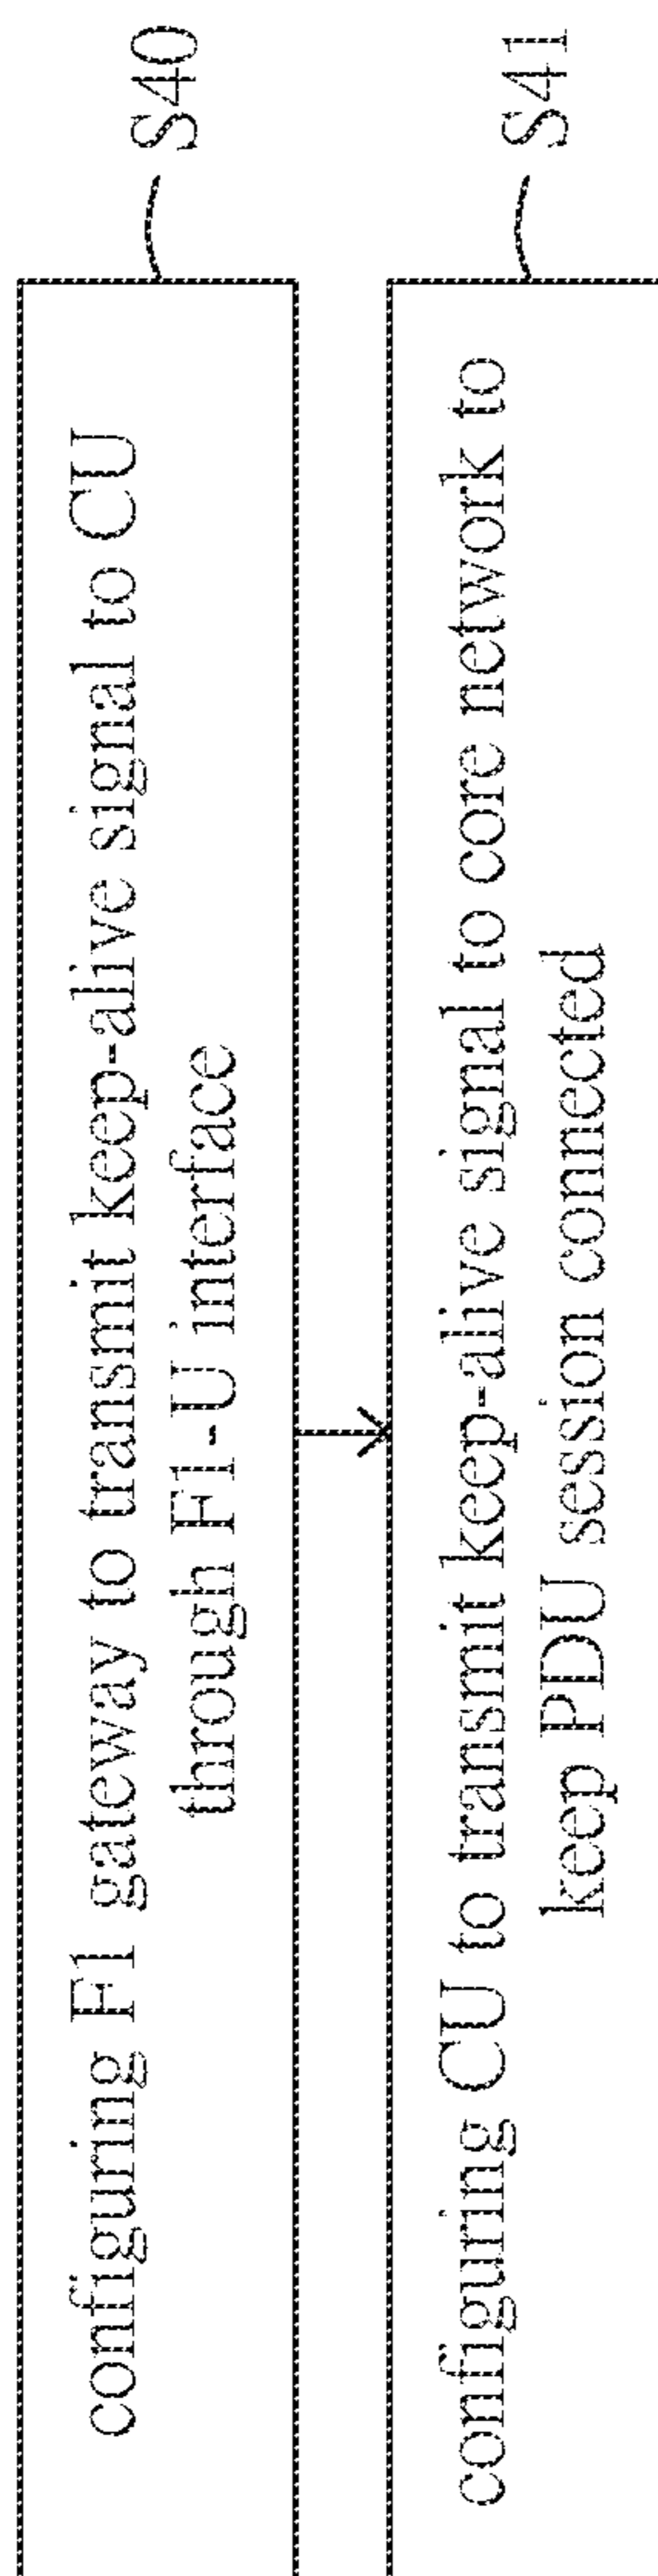 configuring F1 gateway to transmit keep-alive signal to CU
through F1-U interface
S40
configuring CU to transmit keep-alive signal to core network to
keep PDU session connected
S41